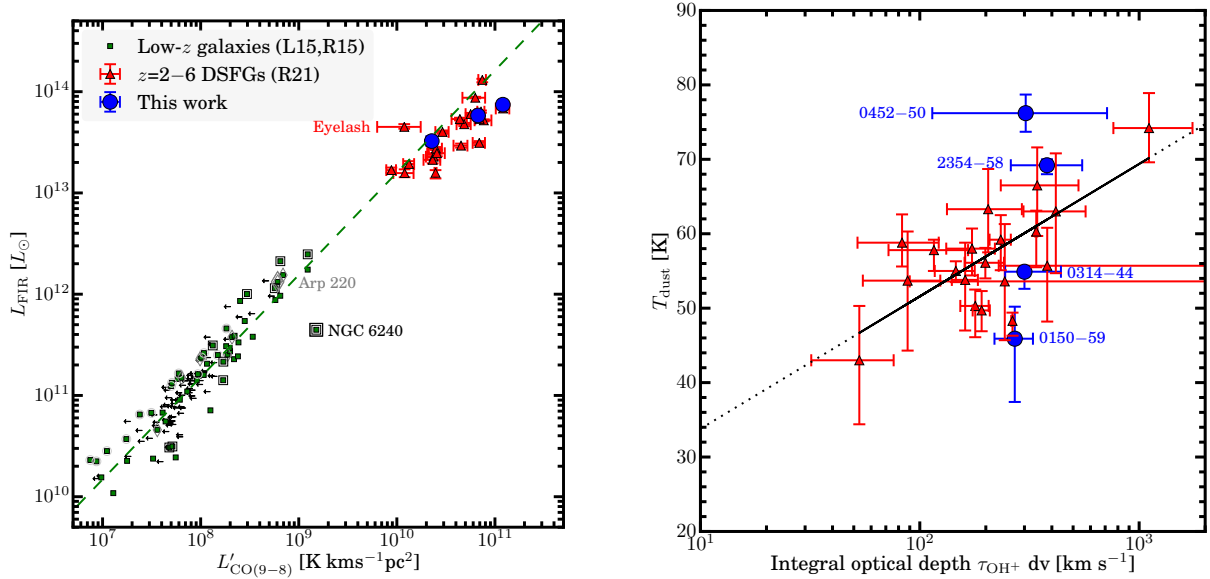 Low-z galaxies (L15,R15)
z=2−6 DSFGs (R21)
This work
Eyelash
Arp 220
NGC 6240
10^14
10^13
10^12
10^11
10^10
L_FIR [L_⊙]
10^7
10^8
10^9
10^10
10^11
L′_CO(9−8) [K kms^−1 pc^2]
90
80
70
60
50
40
30
20
T_dust [K]
0452−50
2354−58
0314−44
0150−59
10^1
10^2
10^3
Integral optical depth τ_OH^+ dv [km s^−1]